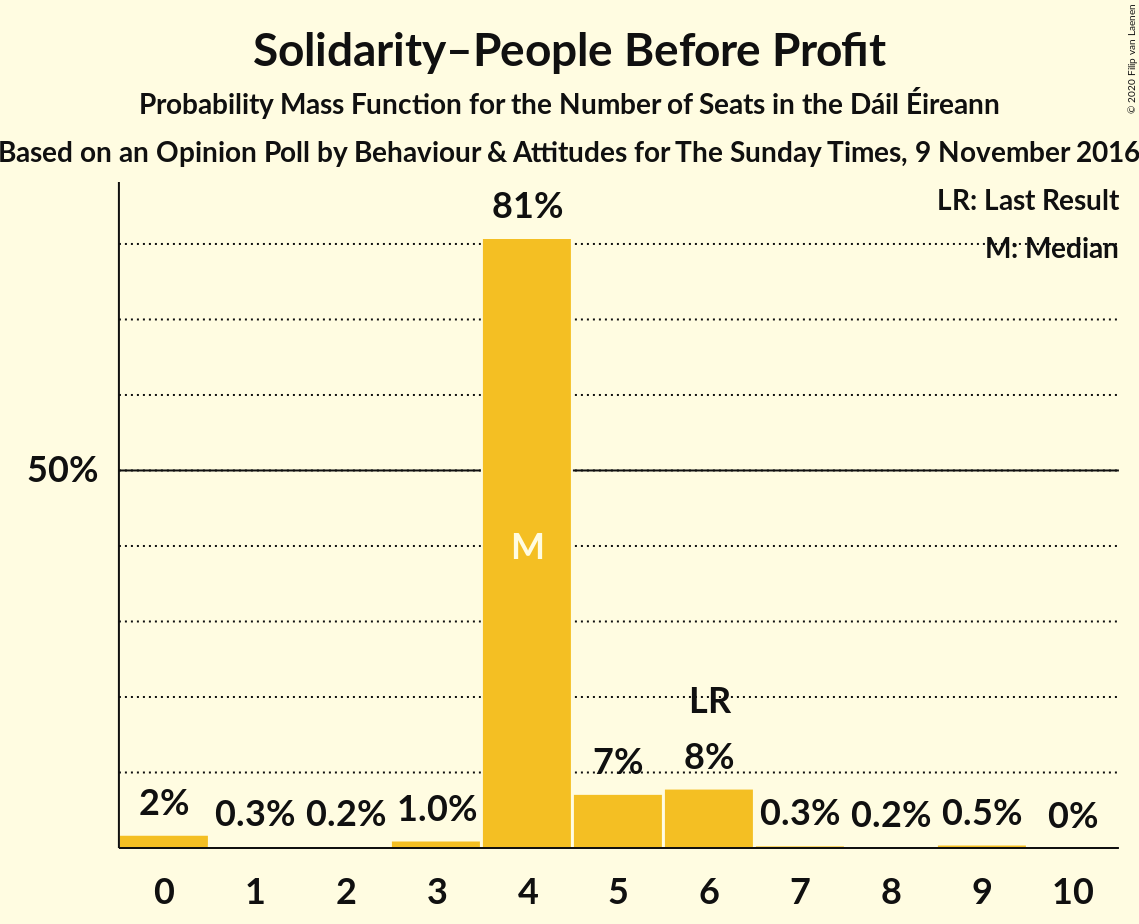 © 2020 Filip van Laenen
Solidarity–People Before Profit
Probability Mass Function for the Number of Seats in the Dáil Éireann
Based on an Opinion Poll by Behaviour & Attitudes for The Sunday Times, 9 November 2016
LR: Last Result
M: Median
81%
50%
M
LR
2% 0.3% 0.2% 1.0% 7% 8% 0.3% 0.2% 0.5% 0%
0 1 2 3 4 5 6 7 8 9 10